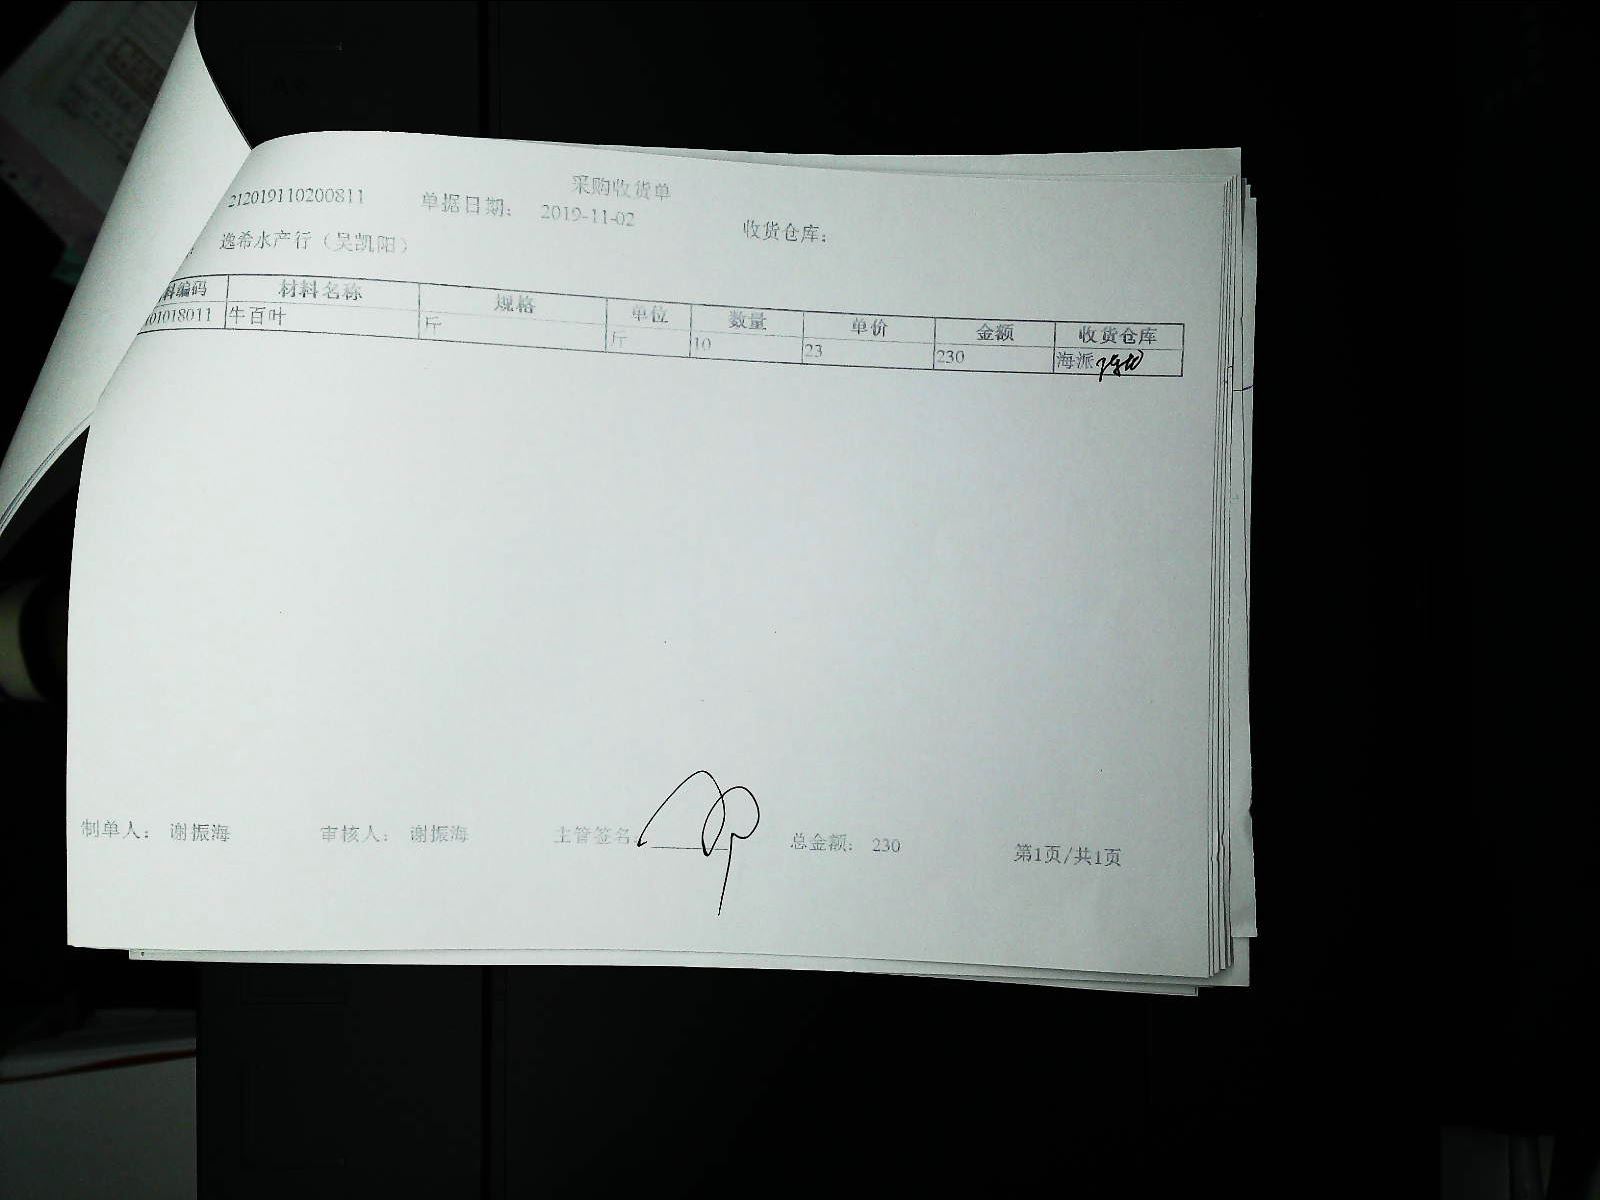 采购收货单
212019110200811 单据日期： 2019-11-02 收货仓库：
逸希水产行（吴凯阳）
料编码 材料名称 规格 单位 数量 单价 金额 收货仓库
01018011 牛百叶 斤 斤 10 23 230 海派
制单人： 谢振海 审核人： 谢振海 主管签名： 总金额： 230 第1页/共1页